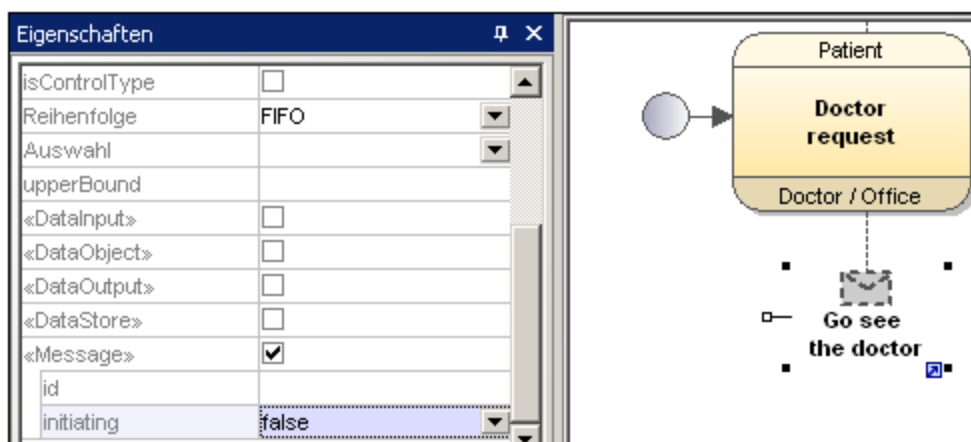 Eigenschaften
isControlType
Reihenfolge FIFO
Auswahl
upperBound
«DataInput»
«DataObject»
«DataOutput»
«DataStore»
«Message»
id
initiating false
Patient
Doctor
request
Doctor / Office
Go see
the doctor